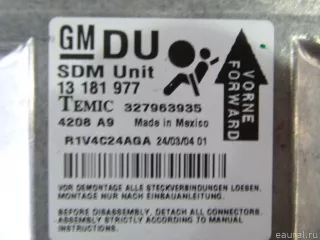 GM DU
SDM Unit
13 181 977
TEMIC 327963935
4208 A9 Made in Mexico
R1V4C24AGA 24/03/04 01
VORNE
FORWARD
VOR DEMONTAGE ALLE STECKVERBINDUNGEN LOESEN.
MONTAGE NUR NACH EINBAUANLEITUNG.
BEFORE DISASSEMBLY, DETACH ALL CONNECTORS.
ASSEMBLY STRICTLY ACCORDING TO MANUAL.
eaural.ru